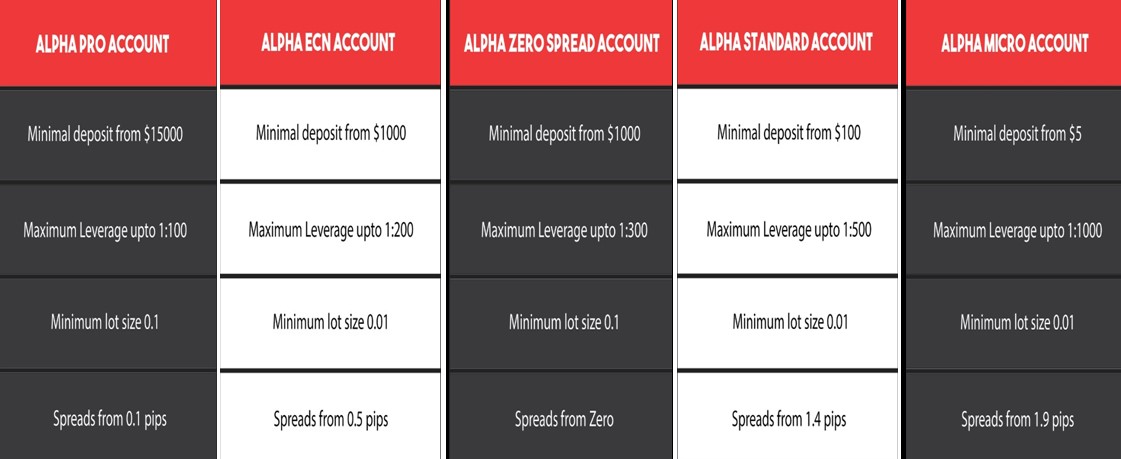 ALPHA PRO ACCOUNT
Minimal deposit from $15000
Maximum Leverage upto 1:100
Minimum lot size 0.1
Spreads from 0.1 pips
ALPHA ECN ACCOUNT
Minimal deposit from $1000
Maximum Leverage upto 1:200
Minimum lot size 0.01
Spreads from 0.5 pips
ALPHA ZERO SPREAD ACCOUNT
Minimal deposit from $1000
Maximum Leverage upto 1:300
Minimum lot size 0.1
Spreads from Zero
ALPHA STANDARD ACCOUNT
Minimal deposit from $100
Maximum Leverage upto 1:500
Minimum lot size 0.01
Spreads from 1.4 pips
ALPHA MICRO ACCOUNT
Minimal deposit from $5
Maximum Leverage upto 1:1000
Minimum lot size 0.01
Spreads from 1.9 pips